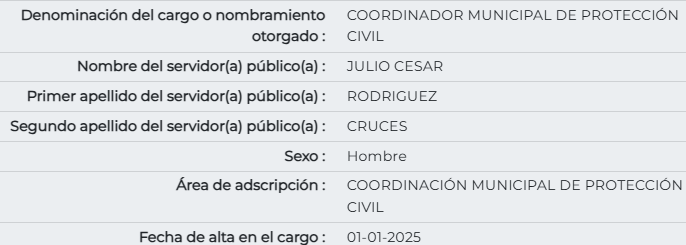 Denominación del cargo o nombramiento otorgado : COORDINADOR MUNICIPAL DE PROTECCIÓN CIVIL
Nombre del servidor(a) público(a) : JULIO CESAR
Primer apellido del servidor(a) público(a) : RODRIGUEZ
Segundo apellido del servidor(a) público(a) : CRUCES
Sexo : Hombre
Área de adscripción : COORDINACIÓN MUNICIPAL DE PROTECCIÓN CIVIL
Fecha de alta en el cargo : 01-01-2025